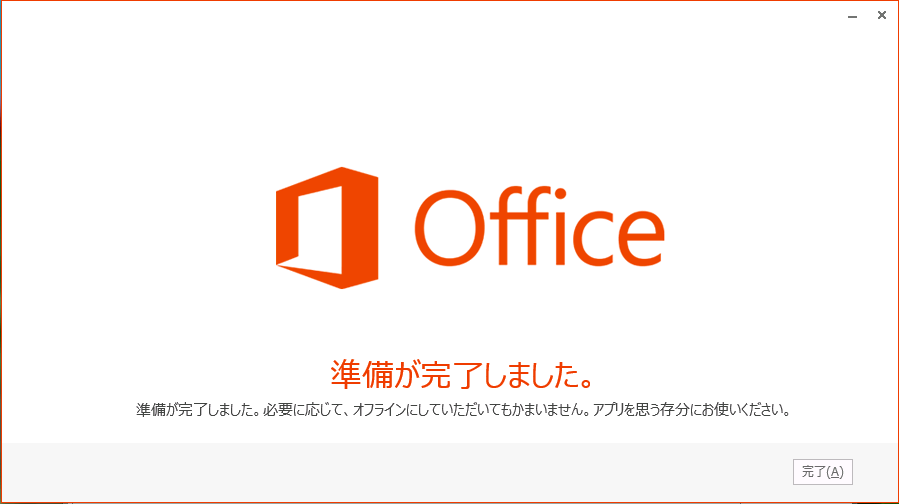 Office
準備が完了しました。
準備が完了しました。必要に応じて、オフラインにしていただいてもかまいません。アプリを思う存分にお使いください。
完了(A)